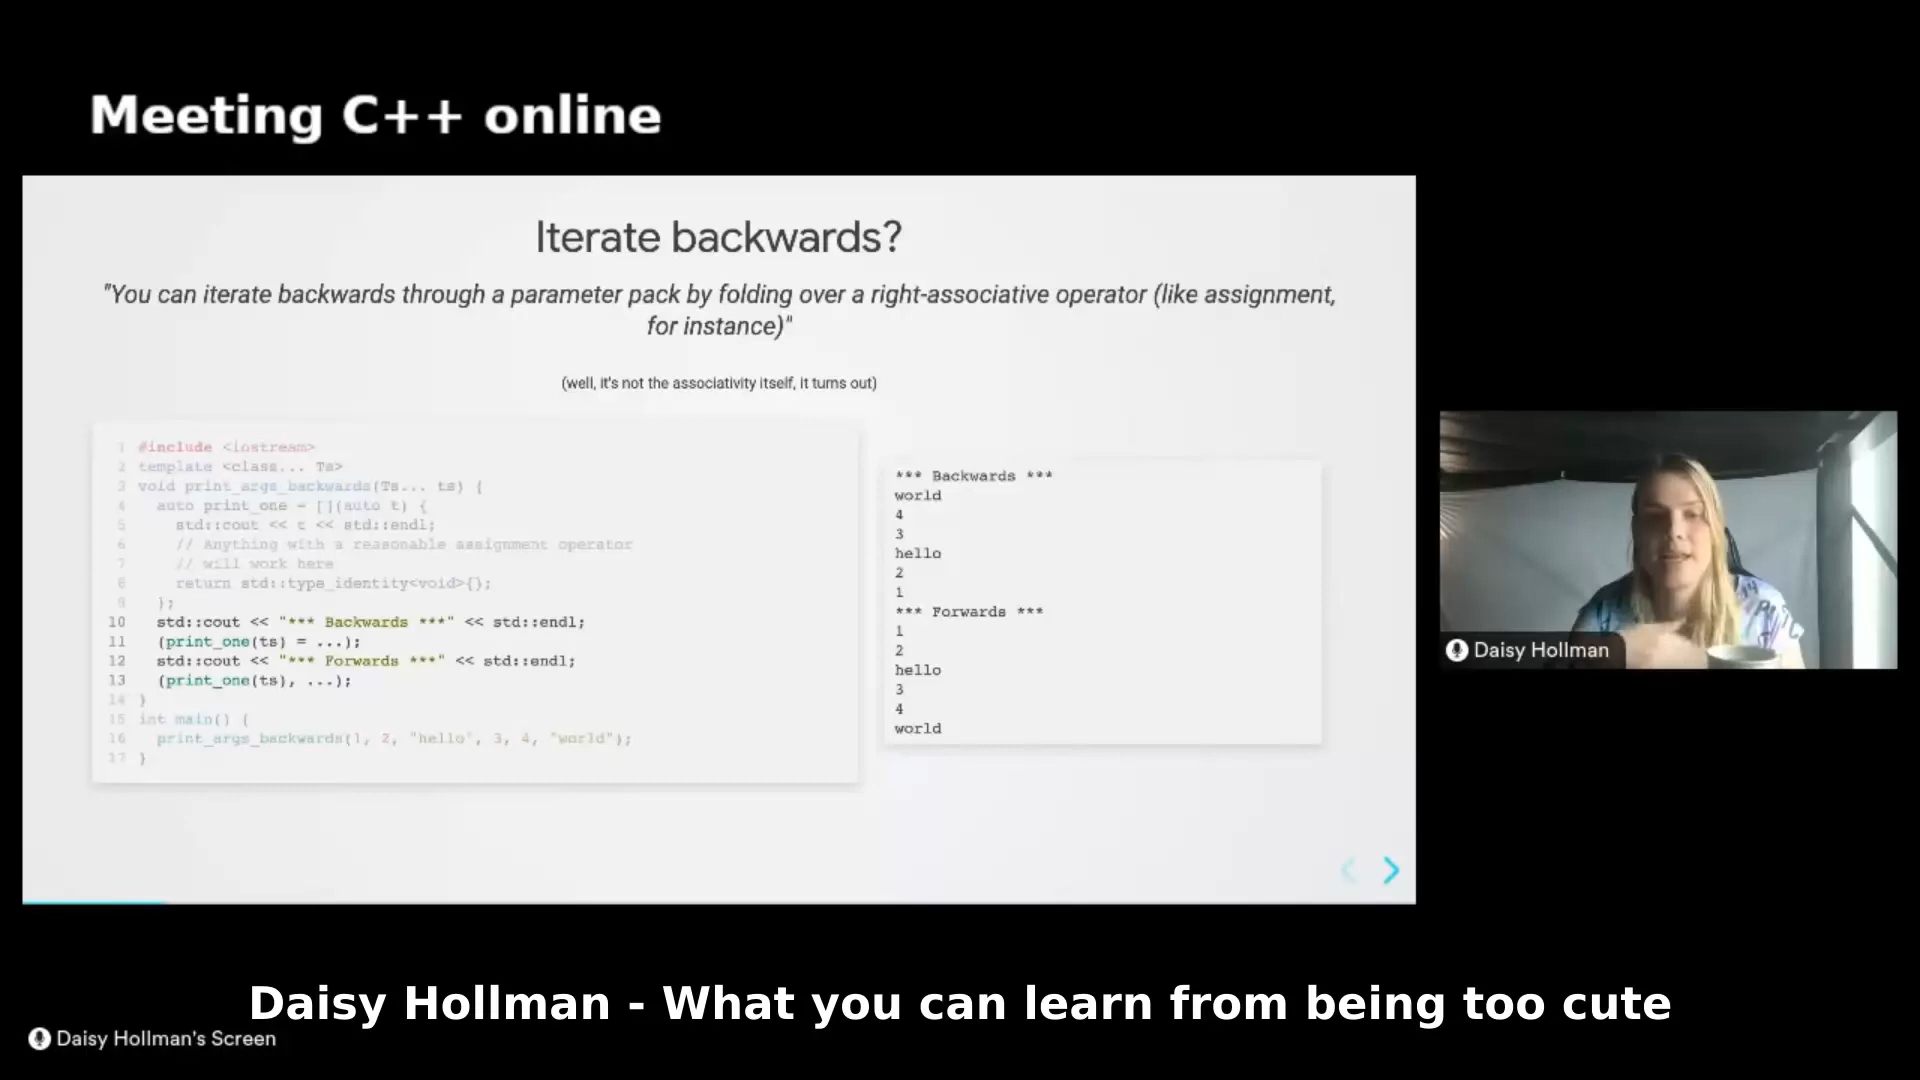 Meeting C++ online
Iterate backwards?
"You can iterate backwards through a parameter pack by folding over a right-associative operator (like assignment,
for instance)"
(well, it's not the associativity itself, it turns out)
1 #include <iostream>
2 template <class... Ts>
3 void print_args_backwards(Ts... ts) {
4 auto print_one = [](auto t) {
5 std::cout << t << std::endl;
6 // Anything with a reasonable assignment operator
7 // will work here
8 return std::type_identity<void>{};
9 };
10 std::cout << "*** Backwards ***" << std::endl;
11 (print_one(ts) = ...);
12 std::cout << "*** Forwards ***" << std::endl;
13 (print_one(ts), ...);
14 }
15 int main() {
16 print_args_backwards(1, 2, "hello", 3, 4, "world");
17 }
*** Backwards ***
world
4
3
hello
2
1
*** Forwards ***
1
2
hello
3
4
world
Daisy Hollman
Daisy Hollman - What you can learn from being too cute
Daisy Hollman's Screen